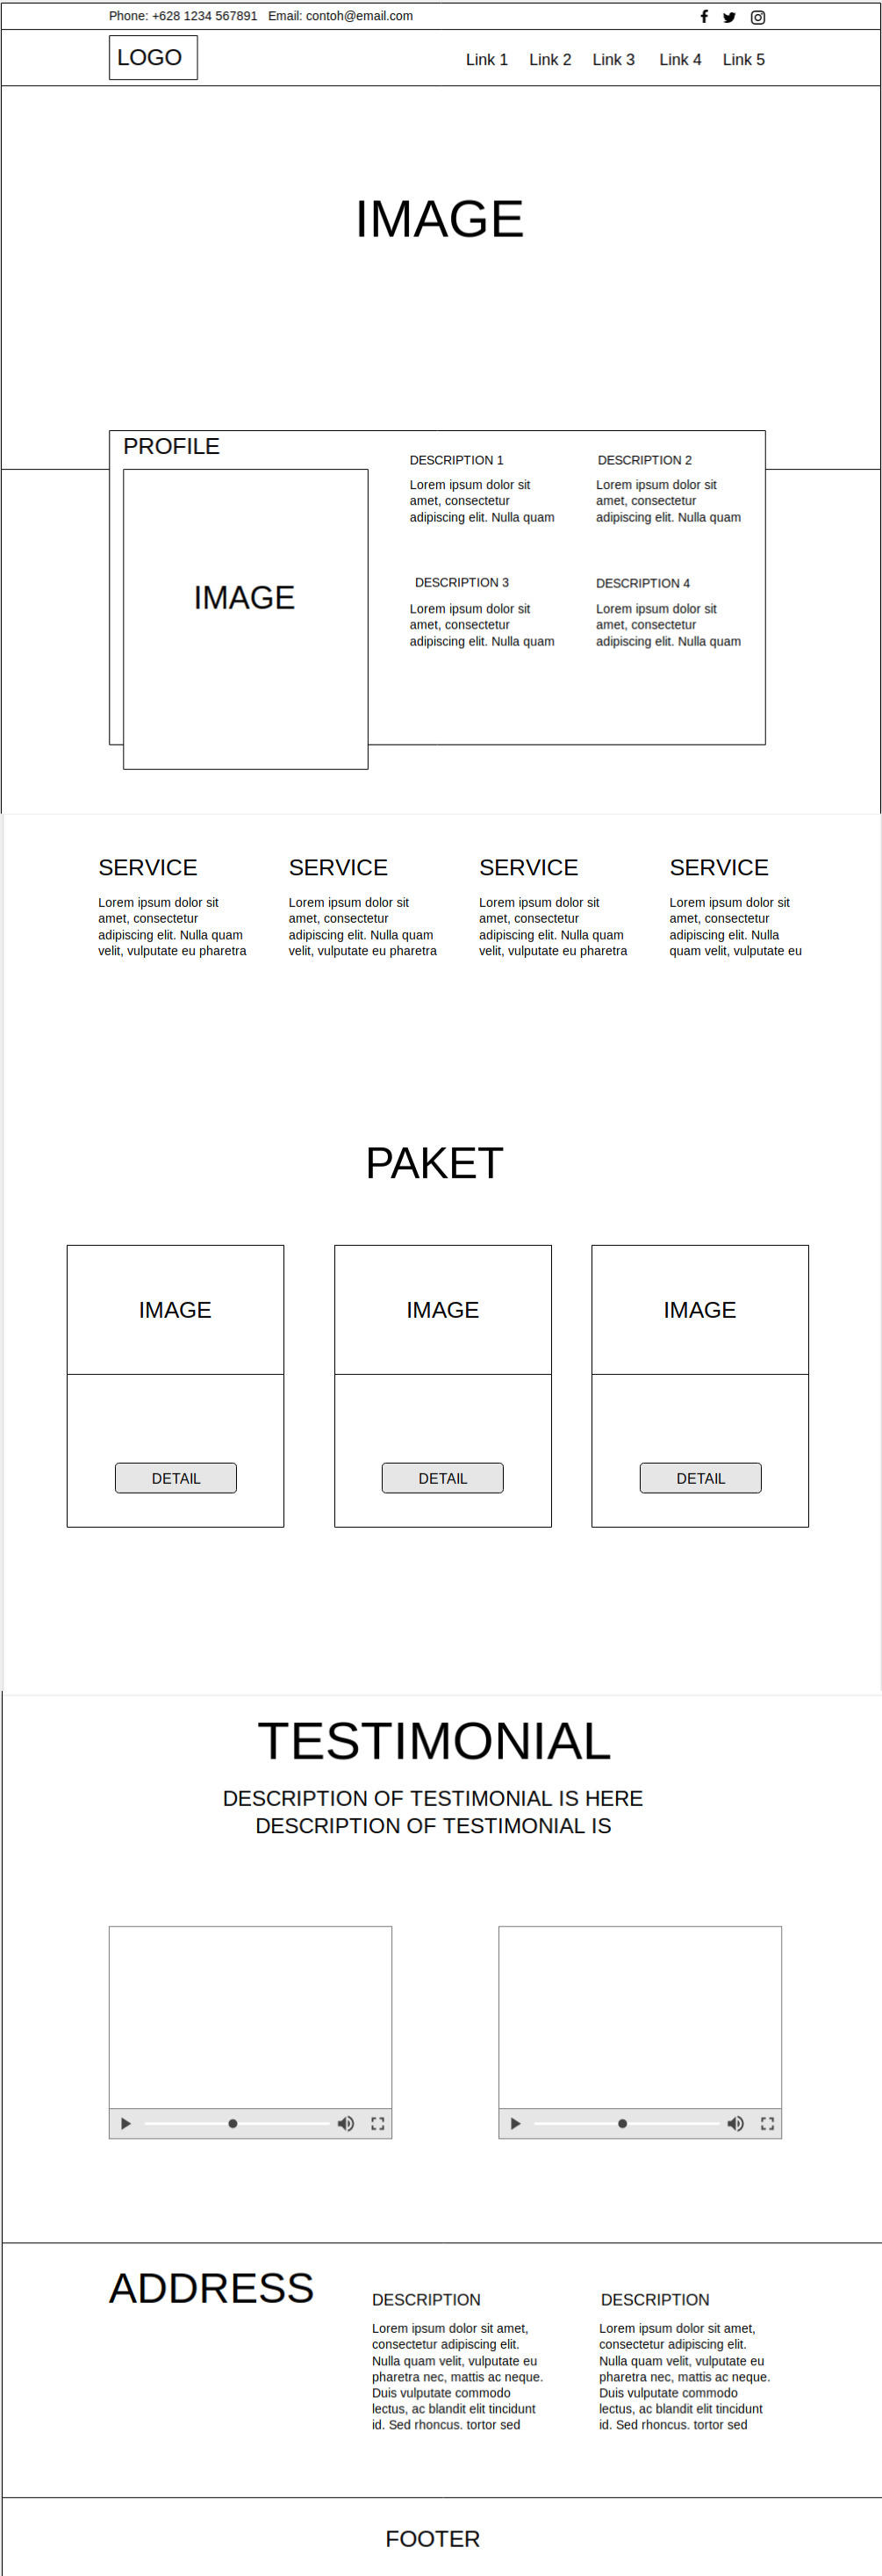 Phone: +628 1234 567891 Email: contoh@email.com
LOGO
Link 1 Link 2 Link 3 Link 4 Link 5
IMAGE
PROFILE
IMAGE
DESCRIPTION 1
Lorem ipsum dolor sit
amet, consectetur
adipiscing elit. Nulla quam
DESCRIPTION 2
Lorem ipsum dolor sit
amet, consectetur
adipiscing elit. Nulla quam
DESCRIPTION 3
Lorem ipsum dolor sit
amet, consectetur
adipiscing elit. Nulla quam
DESCRIPTION 4
Lorem ipsum dolor sit
amet, consectetur
adipiscing elit. Nulla quam
SERVICE
Lorem ipsum dolor sit
amet, consectetur
adipiscing elit. Nulla quam
velit, vulputate eu pharetra
SERVICE
Lorem ipsum dolor sit
amet, consectetur
adipiscing elit. Nulla quam
velit, vulputate eu pharetra
SERVICE
Lorem ipsum dolor sit
amet, consectetur
adipiscing elit. Nulla quam
velit, vulputate eu pharetra
SERVICE
Lorem ipsum dolor sit
amet, consectetur
adipiscing elit. Nulla
quam velit, vulputate eu
PAKET
IMAGE
DETAIL
IMAGE
DETAIL
IMAGE
DETAIL
TESTIMONIAL
DESCRIPTION OF TESTIMONIAL IS HERE
DESCRIPTION OF TESTIMONIAL IS
ADDRESS
DESCRIPTION
Lorem ipsum dolor sit amet,
consectetur adipiscing elit.
Nulla quam velit, vulputate eu
pharetra nec, mattis ac neque.
Duis vulputate commodo
lectus, ac blandit elit tincidunt
id. Sed rhoncus. tortor sed
DESCRIPTION
Lorem ipsum dolor sit amet,
consectetur adipiscing elit.
Nulla quam velit, vulputate eu
pharetra nec, mattis ac neque.
Duis vulputate commodo
lectus, ac blandit elit tincidunt
id. Sed rhoncus. tortor sed
FOOTER